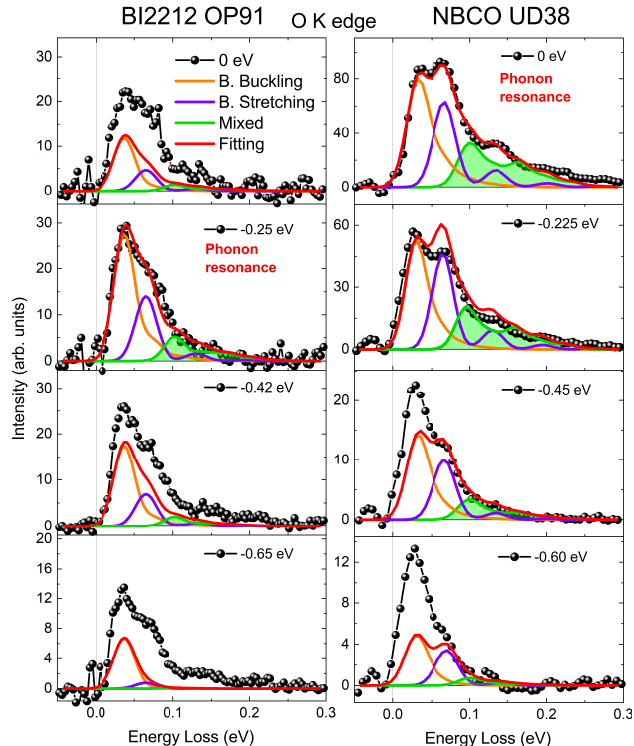 BI2212 OP91
O K edge
NBCO UD38
Intensity (arb. units)
30
20
10
0
0 eV
B. Buckling
B. Stretching
Mixed
Fitting
80
40
0
0 eV
Phonon
resonance
30
20
10
0
-0.25 eV
Phonon
resonance
60
30
0
-0.225 eV
30
20
10
0
-0.42 eV
20
10
0
-0.45 eV
20
16
12
8
4
0
-0.65 eV
12
8
4
0
-0.60 eV
0.0
0.1
0.2
0.3
0.0
0.1
0.2
0.3
Energy Loss (eV)
Energy Loss (eV)